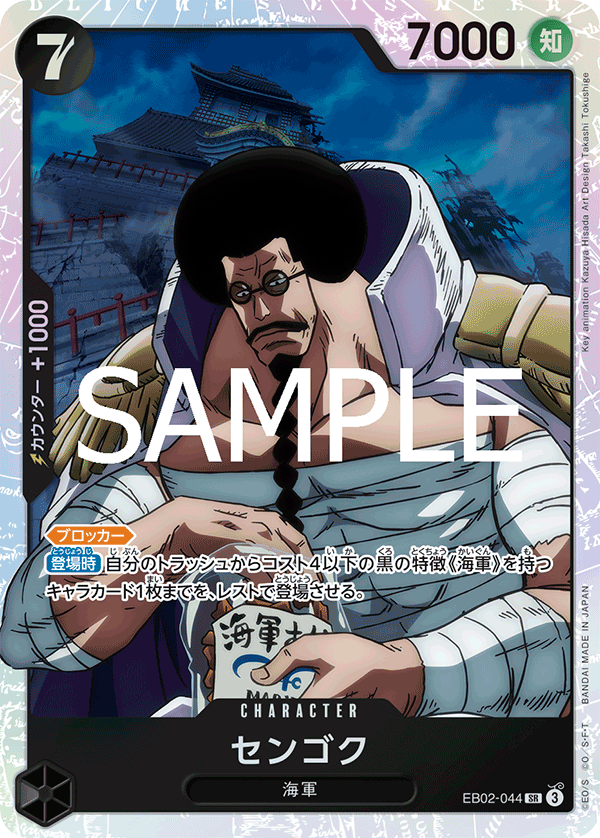 7
7000
知
Key animation Kazuya Hisada Art Design Takashi Tokushige
カウンター +1000
SAMPLE
ブロッカー
登場時 自分のトラッシュからコスト4以下の黒の特徴《海軍》を持つ
キャラカード1枚までを、レストで登場させる。
海軍
BANDAI MADE IN JAPAN
©O/S・F・T
©EO/S
CHARACTER
センゴク
海軍
EB02-044 SR 3